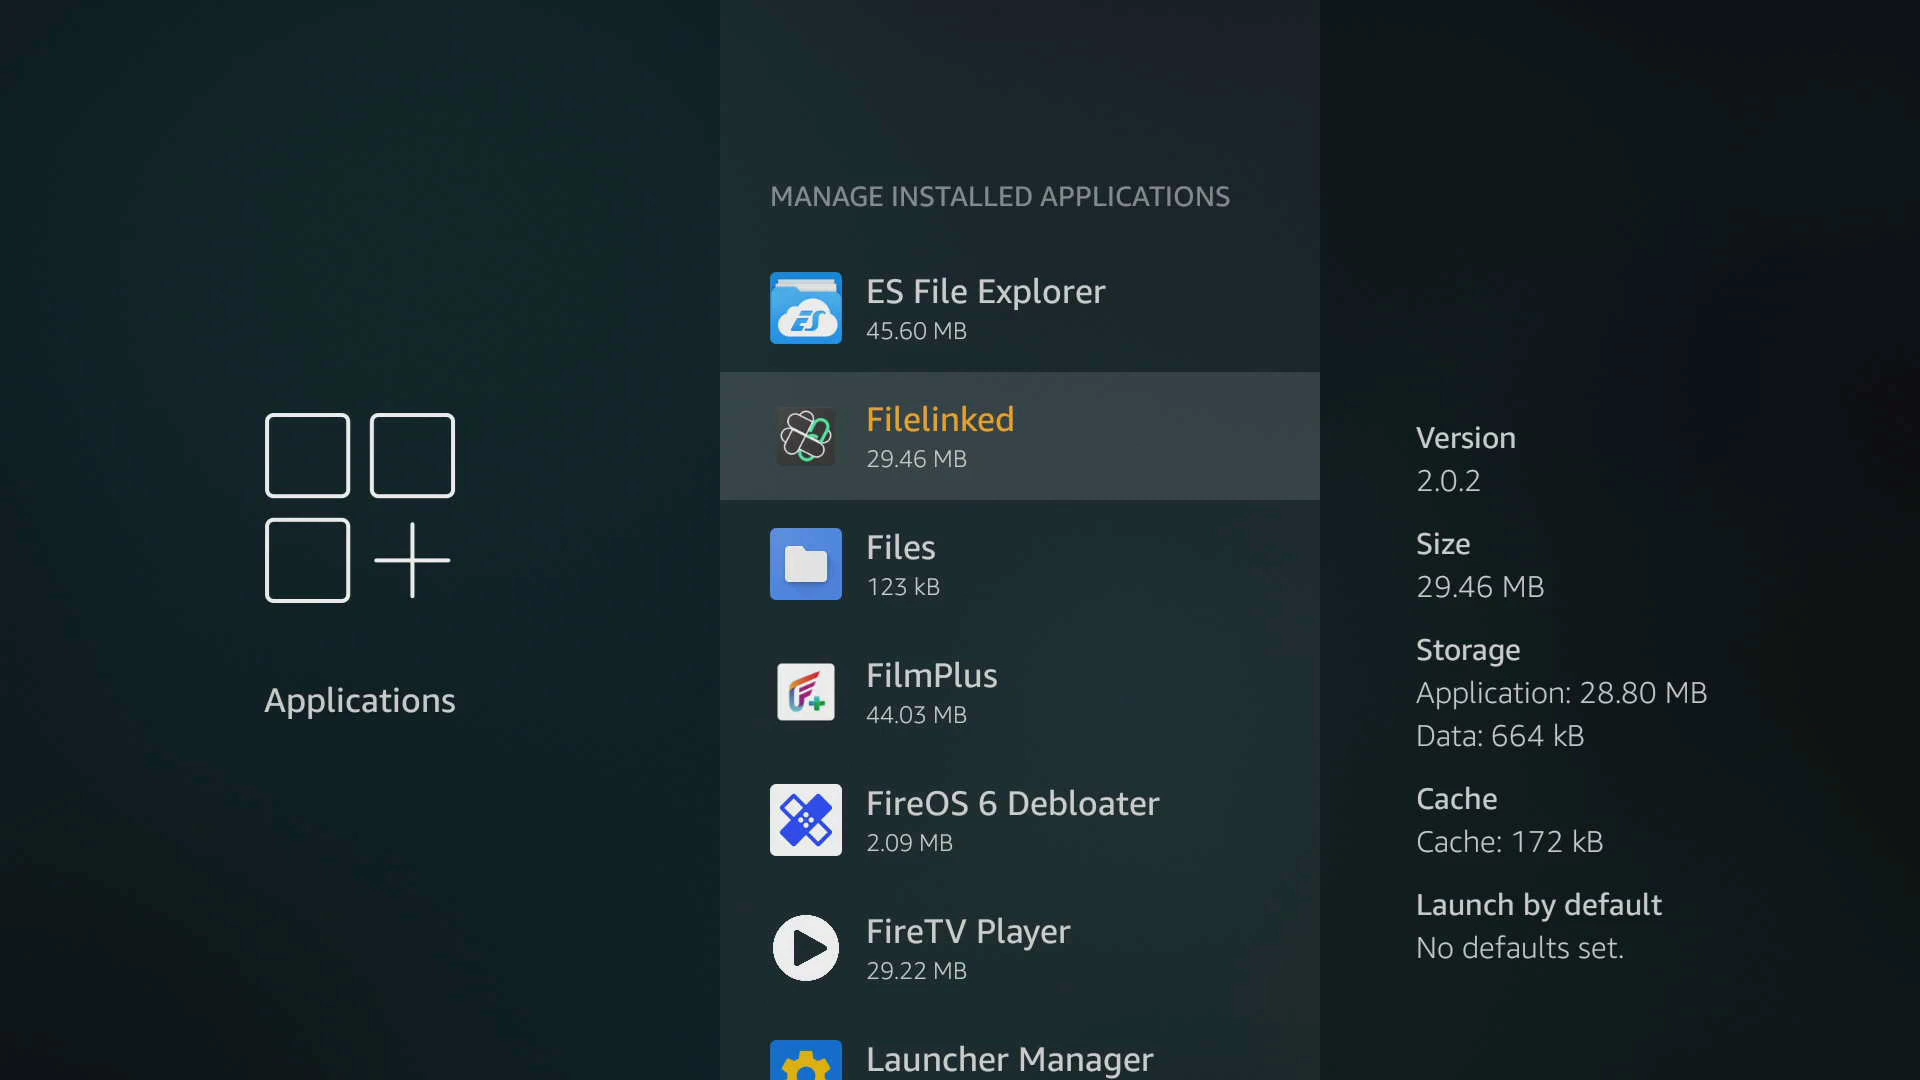 Applications
MANAGE INSTALLED APPLICATIONS
ES
ES File Explorer
45.60 MB
Filelinked
29.46 MB
Files
123 kB
FilmPlus
44.03 MB
FireOS 6 Debloater
2.09 MB
FireTV Player
29.22 MB
Launcher Manager
Version
2.0.2
Size
29.46 MB
Storage
Application: 28.80 MB
Data: 664 kB
Cache
Cache: 172 kB
Launch by default
No defaults set.